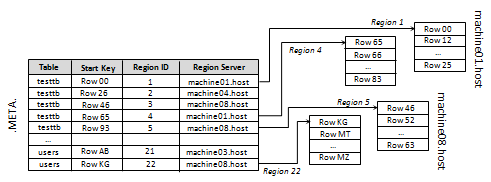 .META.
Table Start Key Region ID Region Server
testtb Row 00 1 machine01.host
testtb Row 26 2 machine04.host
testtb Row 46 3 machine08.host
testtb Row 65 4 machine01.host
testtb Row 93 5 machine08.host
...
users Row AB 21 machine03.host
users Row KG 22 machine08.host
Region 1
Row 00
Row 12
...
Row 25
machine01.host
Region 4
Row 65
Row 66
...
Row 83
Region 5
Row 46
Row 52
...
Row 63
machine08.host
Region 22
Row KG
Row MT
...
Row MZ